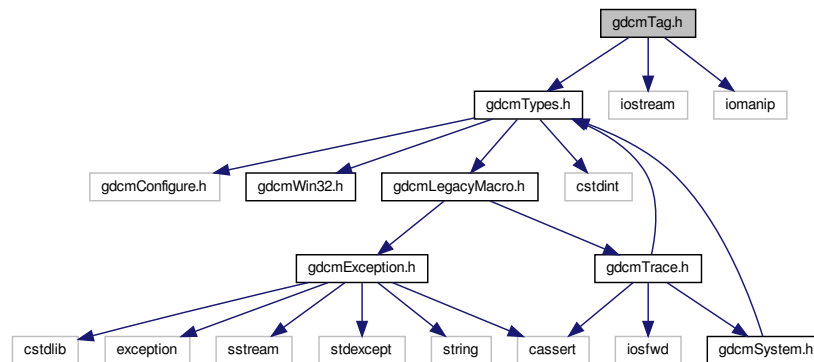 gdcmTag.h
gdcmTypes.h
iostream
iomanip
gdcmConfigure.h
gdcmWin32.h
gdcmLegacyMacro.h
cstdint
gdcmException.h
gdcmTrace.h
cstdlib
exception
sstream
stdexcept
string
cassert
iosfwd
gdcmSystem.h